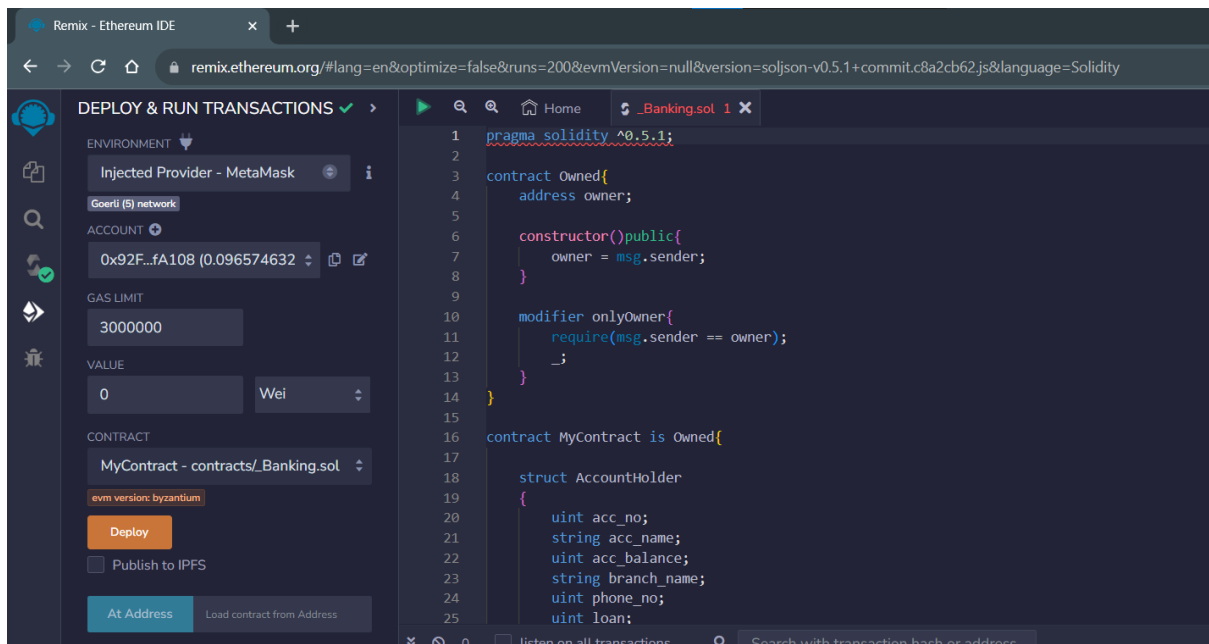 Remix - Ethereum IDE
remix.ethereum.org/#lang=en&optimize=false&runs=200&evmVersion=null&version=soljson-v0.5.1+commit.c8a2cb62.js&language=Solidity
DEPLOY & RUN TRANSACTIONS
ENVIRONMENT
Injected Provider - MetaMask
Goerli (5) network
ACCOUNT
0x92F...fA108 (0.096574632
GAS LIMIT
3000000
VALUE
0 Wei
CONTRACT
MyContract - contracts/_Banking.sol
evm version: byzantium
Deploy
Publish to IPFS
At Address Load contract from Address
Home _Banking.sol 1
1 pragma solidity ^0.5.1;
2
3 contract Owned{
4 address owner;
5
6 constructor()public{
7 owner = msg.sender;
8 }
9
10 modifier onlyOwner{
11 require(msg.sender == owner);
12 _;
13 }
14 }
15
16 contract MyContract is Owned{
17
18 struct AccountHolder
19 {
20 uint acc_no;
21 string acc_name;
22 uint acc_balance;
23 string branch_name;
24 uint phone_no;
25 uint loan;
0 listen on all transactions Search with transaction hash or address